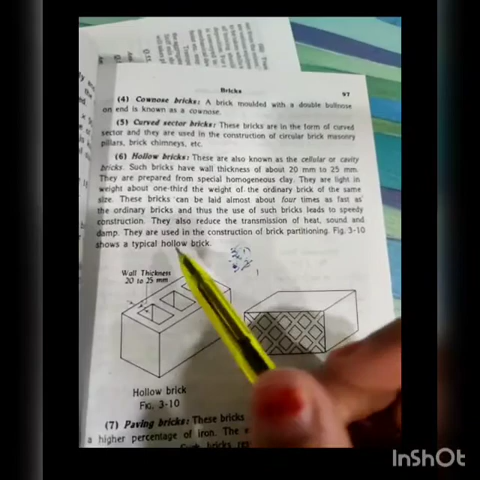 Bricks
97
(4) Cownose bricks: A brick moulded with a double bullnose
on end is known as a cownose.
(5) Curved sector bricks: These bricks are in the form of curved
sector and they are used in the construction of circular brick masonry
pillars, brick chimneys, etc.
(6) Hollow bricks: These are also known as the cellular or cavity
bricks. Such bricks have wall thickness of about 20 mm to 25 mm.
They are prepared from special homogeneous clay. They are light in
weight about one-third the weight of the ordinary brick of the same
size. These bricks can be laid almost about four times as fast as
the ordinary bricks and thus the use of such bricks leads to speedy
construction. They also reduce the transmission of heat, sound and
damp. They are used in the construction of brick partitioning. Fig. 3-10
shows a typical hollow brick.
Wall Thickness
20 to 25 mm
Hollow brick
FIG. 3-10
(7) Paving bricks: These bricks
a higher percentage of iron. The
Such bricks
InShOt